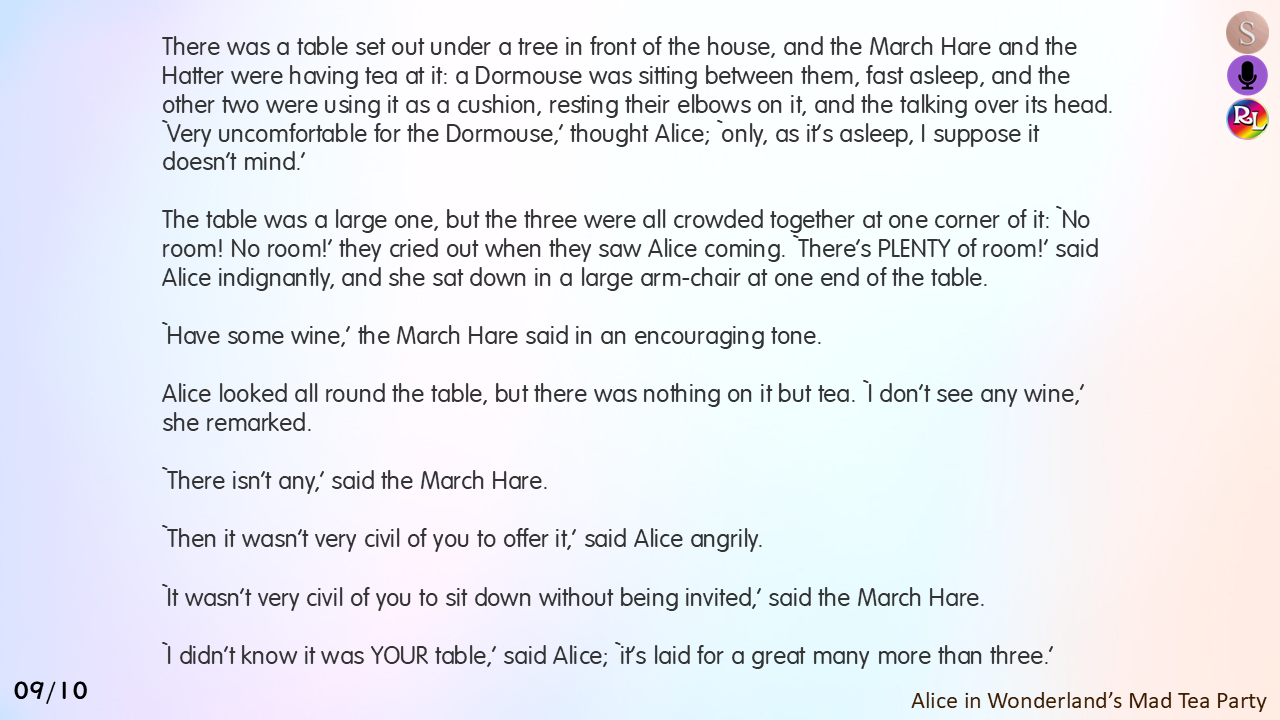 There was a table set out under a tree in front of the house, and the March Hare and the
Hatter were having tea at it: a Dormouse was sitting between them, fast asleep, and the
other two were using it as a cushion, resting their elbows on it, and the talking over its head.
`Very uncomfortable for the Dormouse,’ thought Alice; `only, as it’s asleep, I suppose it
doesn’t mind.’
The table was a large one, but the three were all crowded together at one corner of it: `No
room! No room!’ they cried out when they saw Alice coming. `There’s PLENTY of room!’ said
Alice indignantly, and she sat down in a large arm-chair at one end of the table.
`Have some wine,’ the March Hare said in an encouraging tone.
Alice looked all round the table, but there was nothing on it but tea. `I don’t see any wine,’
she remarked.
`There isn’t any,’ said the March Hare.
`Then it wasn’t very civil of you to offer it,’ said Alice angrily.
`It wasn’t very civil of you to sit down without being invited,’ said the March Hare.
`I didn’t know it was YOUR table,’ said Alice; `it’s laid for a great many more than three.’
S
RL
09/10
Alice in Wonderland’s Mad Tea Party